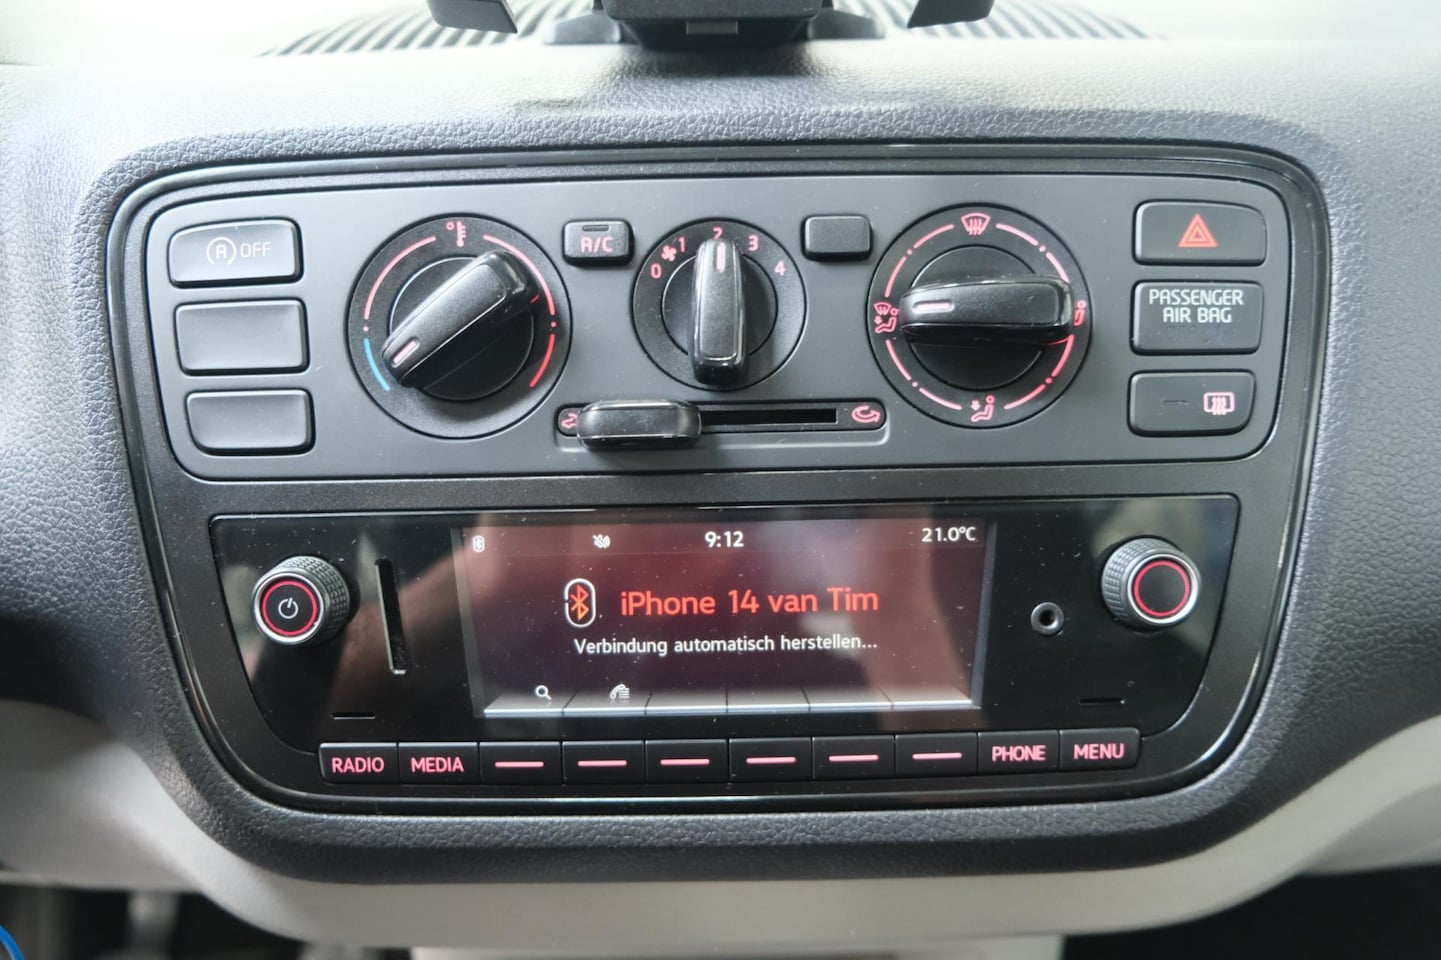 A OFF
A/C
0 1 2 3 4
PASSENGER
AIR BAG
9:12
21.0°C
iPhone 14 van Tim
Verbindung automatisch herstellen...
RADIO
MEDIA
PHONE
MENU